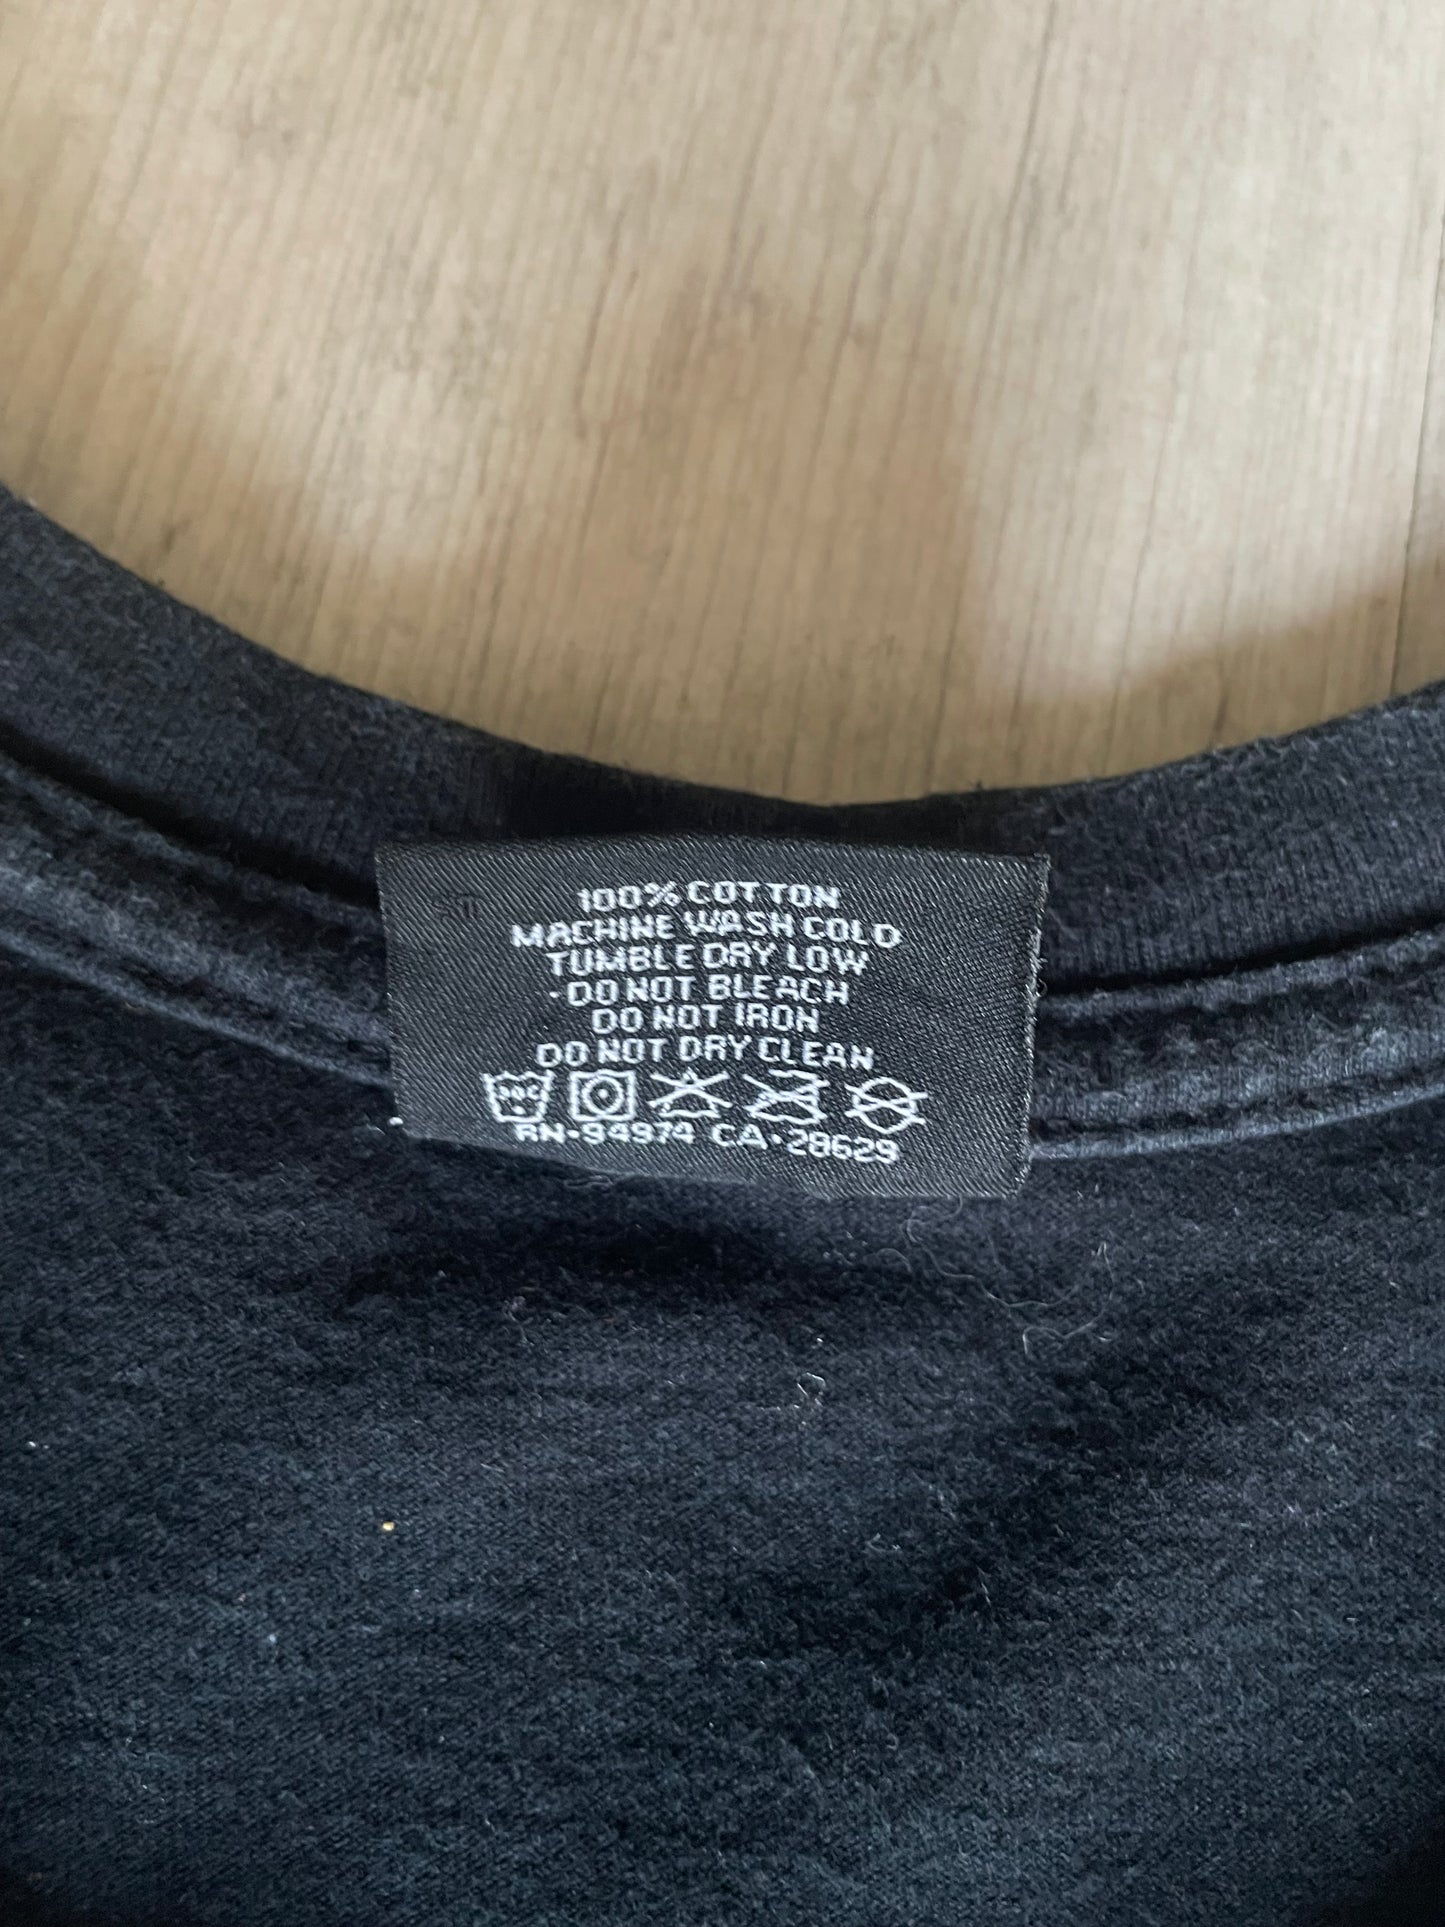 100% COTTON
MACHINE WASH COLD
TUMBLE DRY LOW
DO NOT BLEACH
DO NOT IRON
DO NOT DRY CLEAN
RN·94974 CA·28629